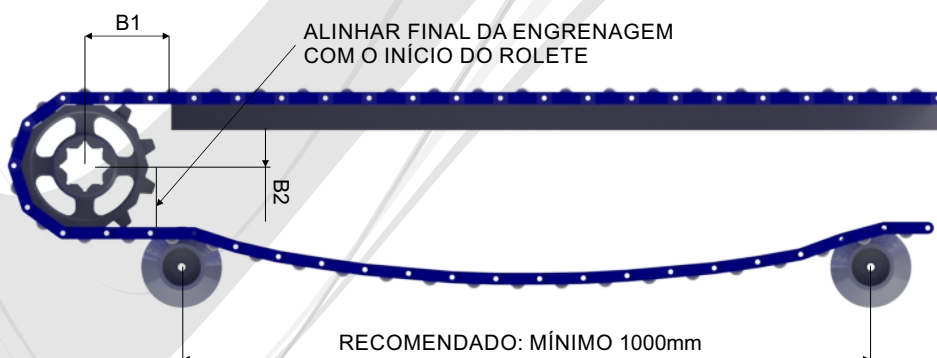 B1
ALINHAR FINAL DA ENGRENAGEM
COM O INÍCIO DO ROLETE
B2
RECOMENDADO: MÍNIMO 1000mm